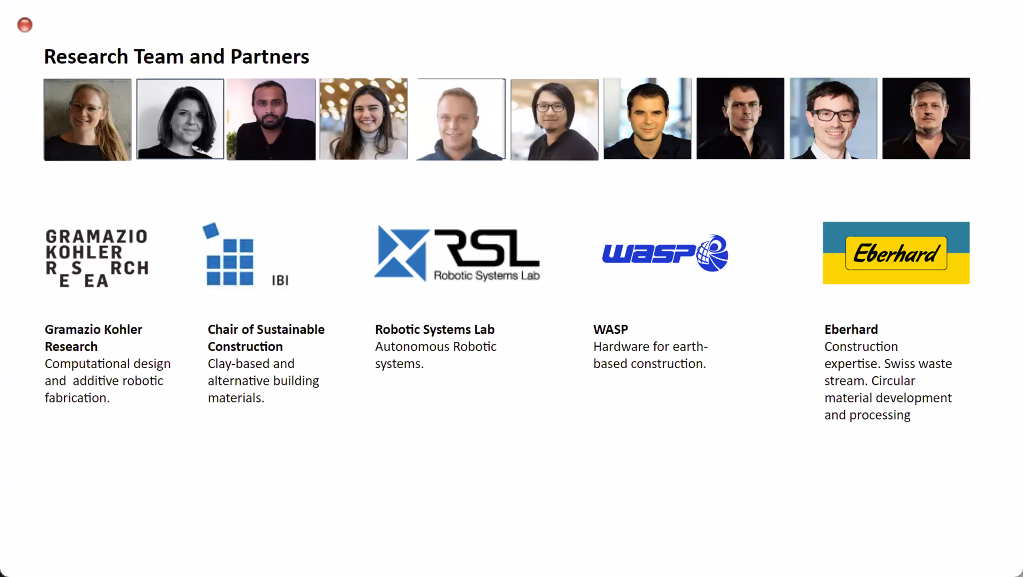 Research Team and Partners
GRAMAZIO
KOHLER
RESEARCH
IBI
RSL
Robotic Systems Lab
WASP
Eberhard
Gramazio Kohler
Research
Computational design
and additive robotic
fabrication.
Chair of Sustainable
Construction
Clay-based and
alternative building
materials.
Robotic Systems Lab
Autonomous Robotic
systems.
WASP
Hardware for earth-
based construction.
Eberhard
Construction
expertise. Swiss waste
stream. Circular
material development
and processing